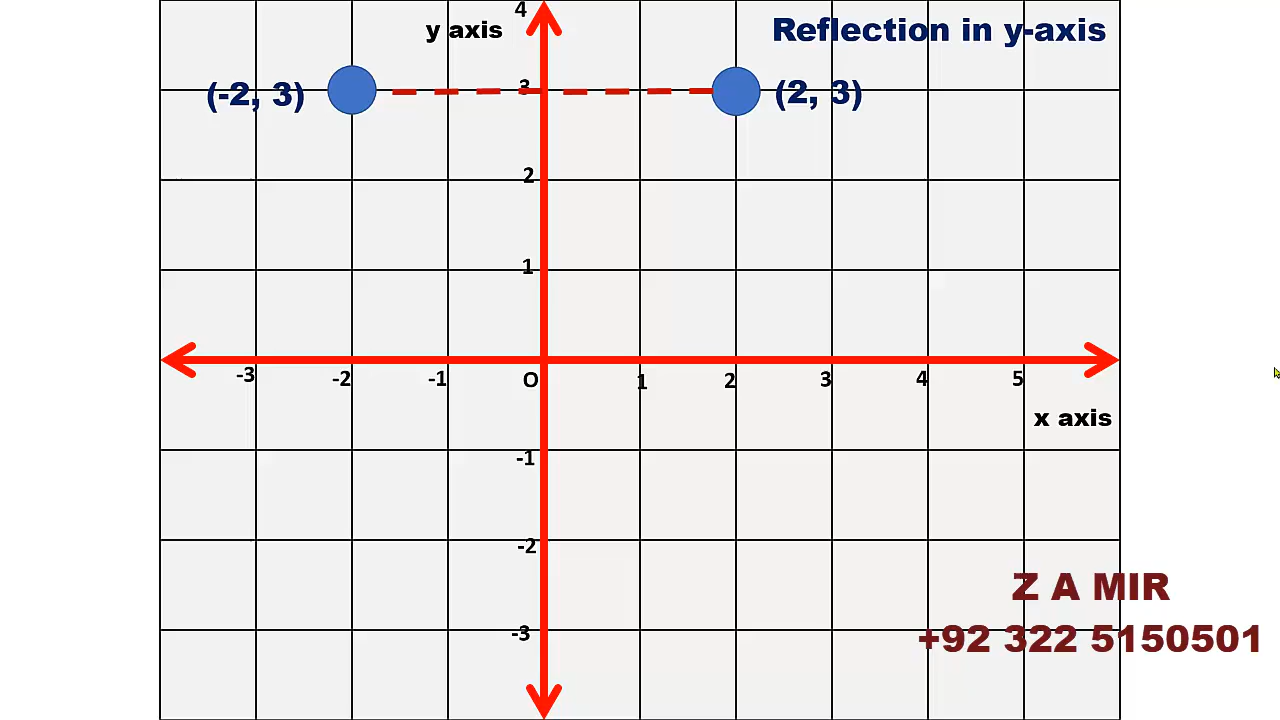 4
y axis
Reflection in y-axis
(-2, 3)
3
(2, 3)
2
1
-3 -2 -1 O 1 2 3 4 5
x axis
-1
-2
Z A MIR
-3
+92 322 5150501